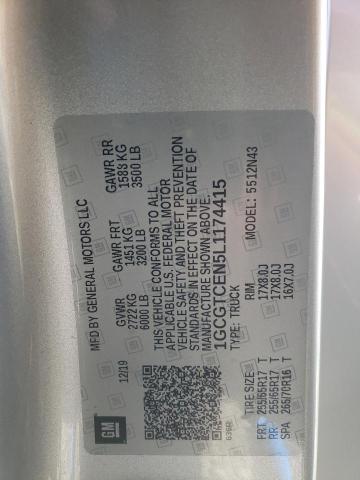 MFD BY GENERAL MOTORS LLC
12/19
GVWR
2722 KG
6000 LB
GAWR FRT
1451 KG
3200 LB
GAWR RR
1588 KG
3500 LB
THIS VEHICLE CONFORMS TO ALL
APPLICABLE U.S. FEDERAL MOTOR
VEHICLE SAFETY, AND THEFT PREVENTION
STANDARDS IN EFFECT ON THE DATE OF
MANUFACTURE SHOWN ABOVE.
1GCGTCEN5L1174415
TYPE: TRUCK
MODEL: 5512N43
GM
TIRE SIZE RIM
FRT 255/65R17 T 17X8.0J
RR 255/65R17 T 17X8.0J
SPA 265/70R16 T 16X7.0J